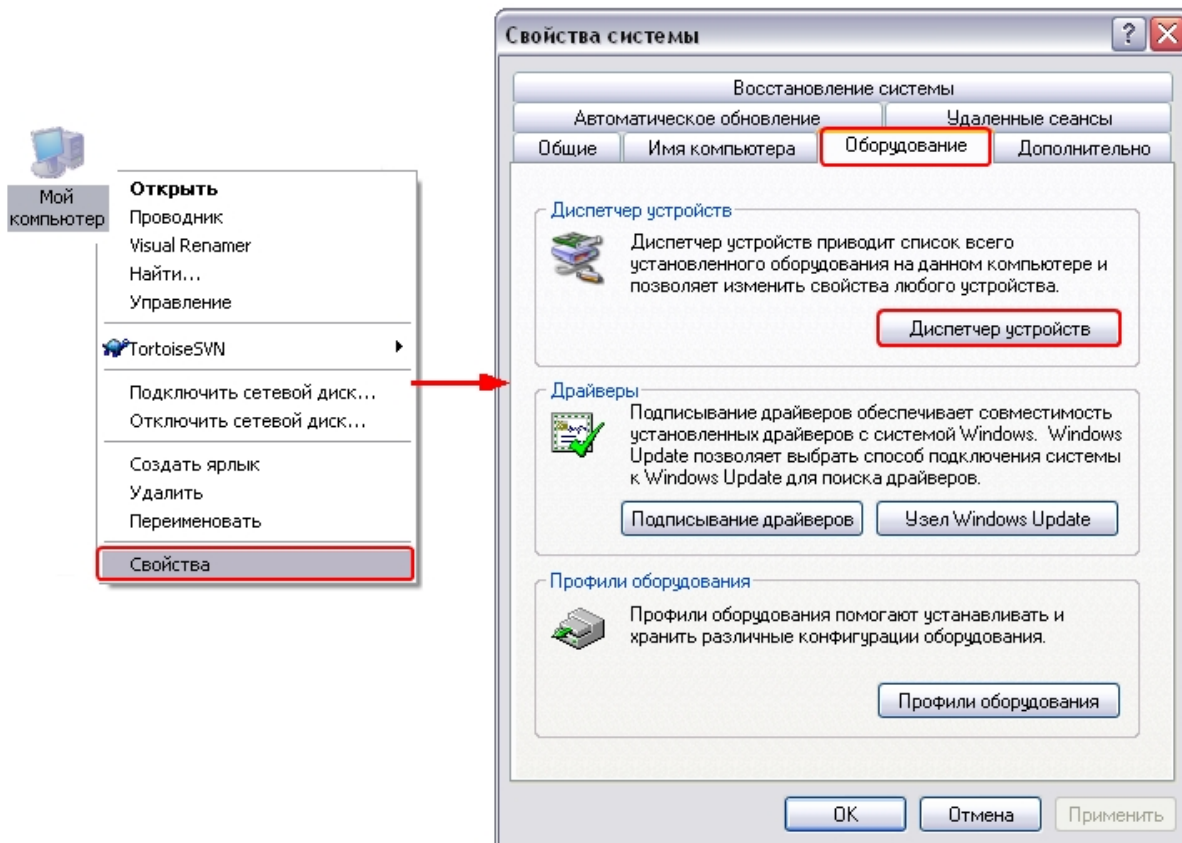 Мой
компьютер
Открыть
Проводник
Visual Renamer
Найти...
Управление
TortoiseSVN
Подключить сетевой диск...
Отключить сетевой диск...
Создать ярлык
Удалить
Переименовать
Свойства
Свойства системы
Восстановление системы
Автоматическое обновление
Удаленные сеансы
Общие
Имя компьютера
Оборудование
Дополнительно
Диспетчер устройств
Диспетчер устройств приводит список всего
установленного оборудования на данном компьютере и
позволяет изменить свойства любого устройства.
Диспетчер устройств
Драйверы
Подписывание драйверов обеспечивает совместимость
установленных драйверов с системой Windows. Windows
Update позволяет выбрать способ подключения системы
к Windows Update для поиска драйверов.
Подписывание драйверов
Узел Windows Update
Профили оборудования
Профили оборудования помогают устанавливать и
хранить различные конфигурации оборудования.
Профили оборудования
OK
Отмена
Применить